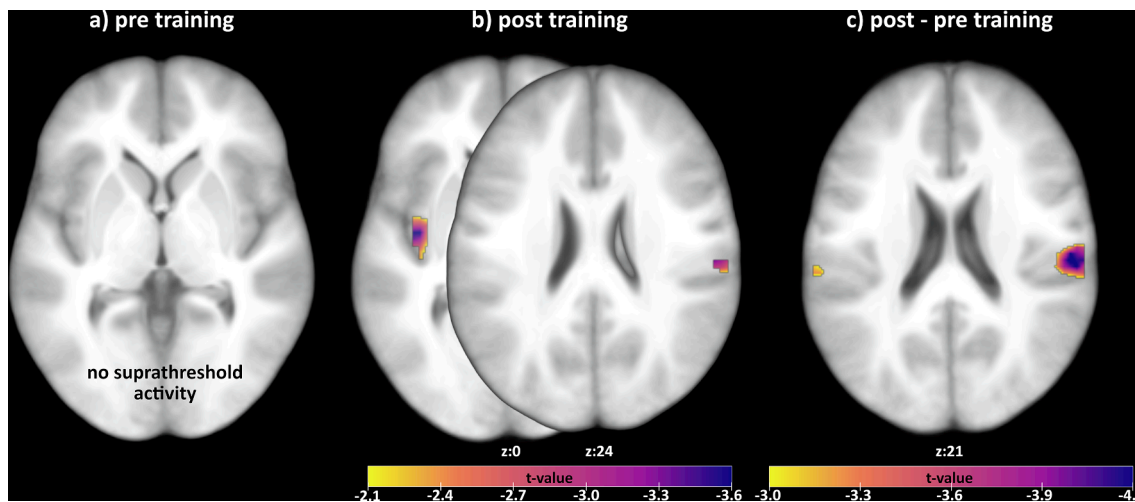 a) pre training
b) post training
c) post - pre training
no suprathreshold
activity
z:0
z:24
z:21
t-value
-2.1
-2.4
-2.7
-3.0
-3.3
-3.6
t-value
-3.0
-3.3
-3.6
-3.9